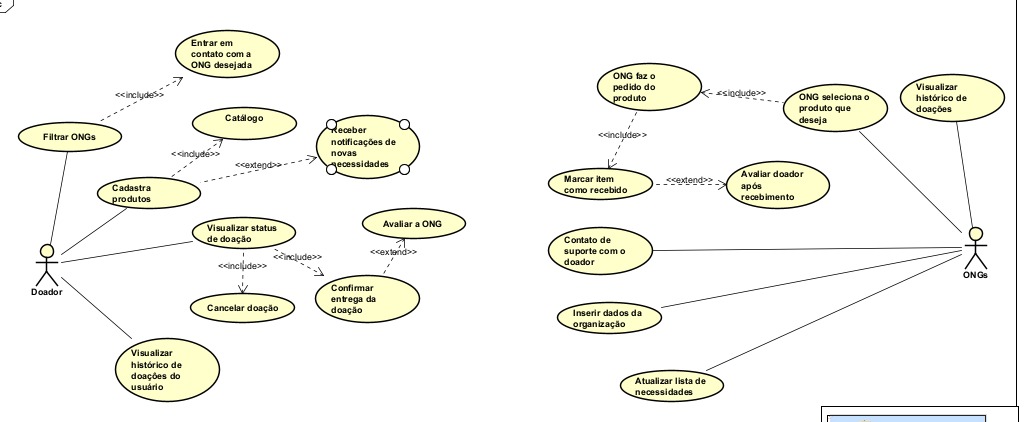 Entrar em
contato com a
ONG desejada
<<include>>
Filtrar ONGs
Catálogo
<<include>>
Receber
notificações de
novas
necessidades
<<extend>>
Cadastra
produtos
Visualizar status
de doação
Avaliar a ONG
<<extend>>
<<include>>
<<include>>
Confirmar
entrega da
doação
Cancelar doação
Doador
Visualizar
histórico de
doações do
usuário
ONG faz o
pedido do
produto
<<include>>
ONG seleciona o
produto que
deseja
Visualizar
histórico de
doações
<<include>>
Marcar item
como recebido
<<extend>>
Avaliar doador
após
recebimento
Contato de
suporte com o
doador
ONGs
Inserir dados da
organização
Atualizar lista de
necessidades